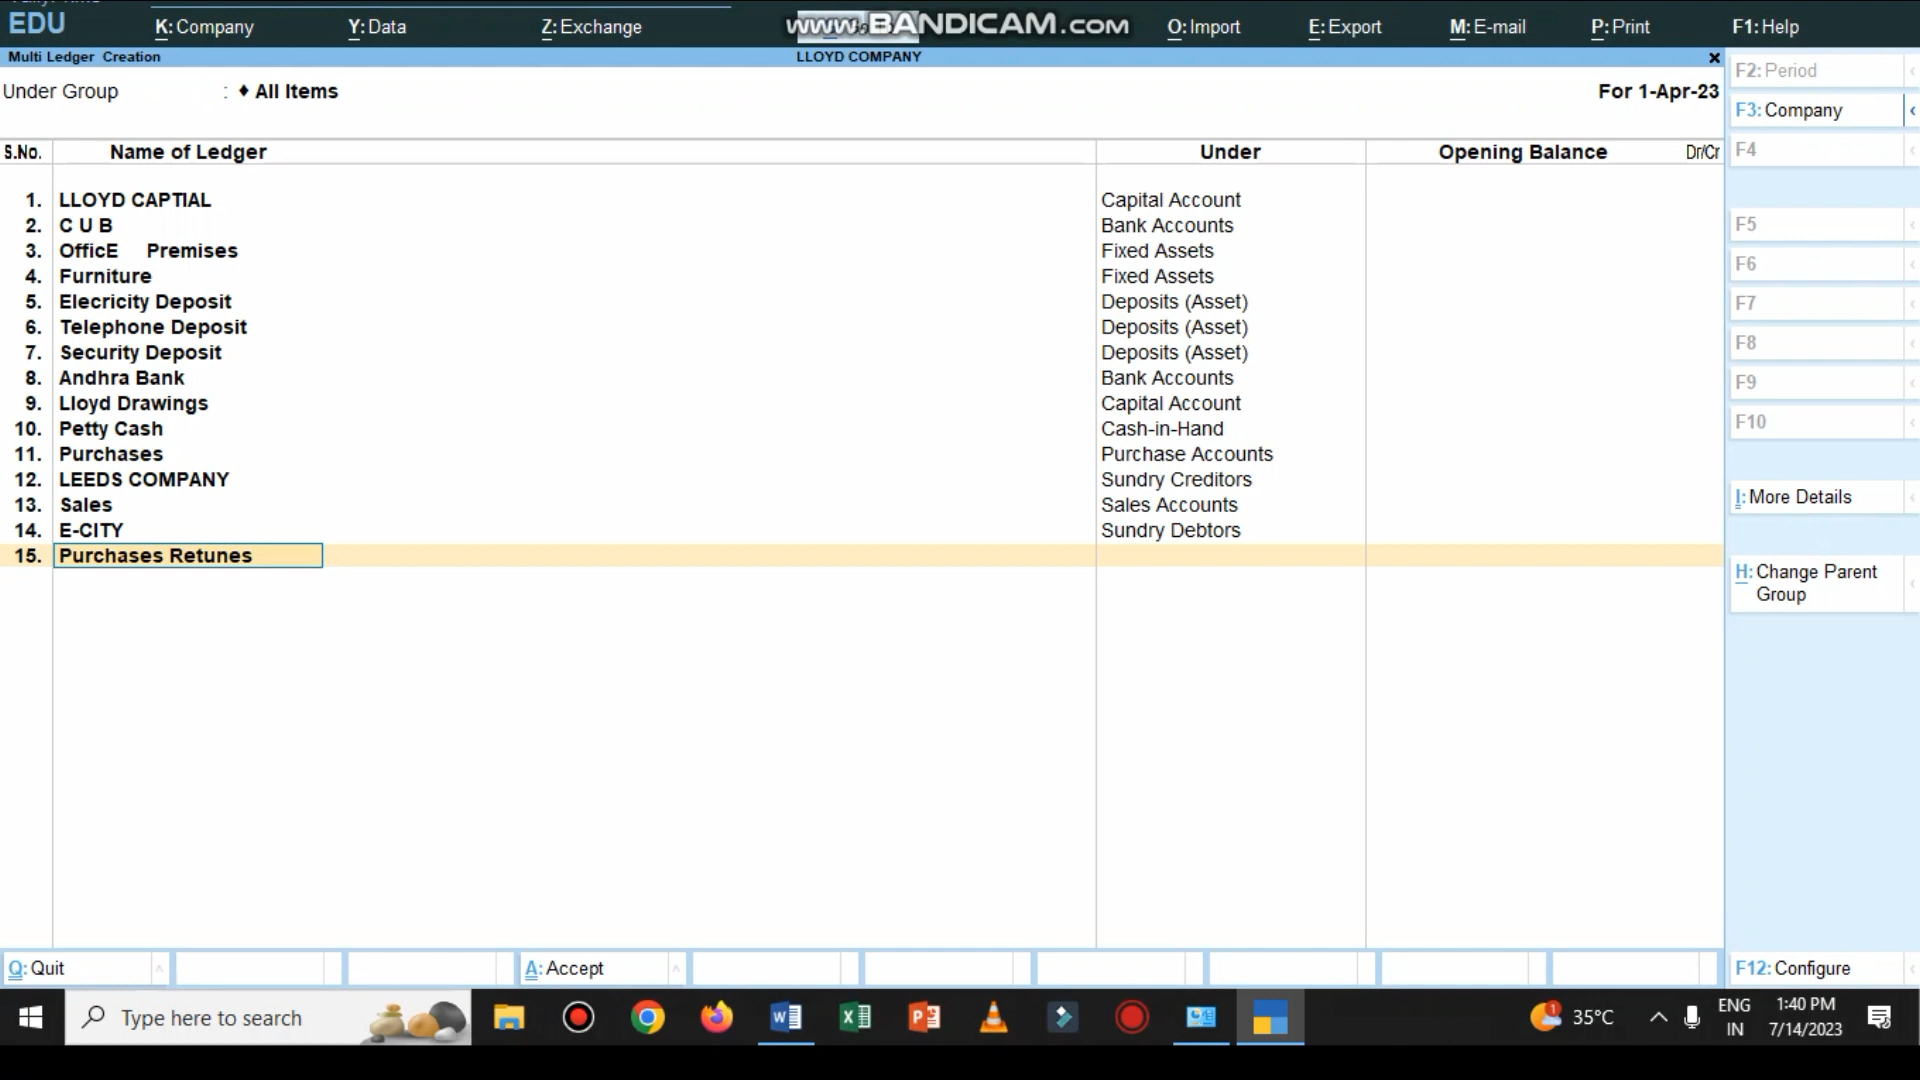 EDU
K: Company
Y: Data
Z: Exchange
www.BANDICAM.com
O: Import
E: Export
M: E-mail
P: Print
F1: Help
Multi Ledger Creation
LLOYD COMPANY
Under Group : ♦ All Items
For 1-Apr-23
S.No. Name of Ledger Under Opening Balance Dr/Cr
1. LLOYD CAPTIAL Capital Account
2. C U B Bank Accounts
3. OfficE Premises Fixed Assets
4. Furniture Fixed Assets
5. Elecricity Deposit Deposits (Asset)
6. Telephone Deposit Deposits (Asset)
7. Security Deposit Deposits (Asset)
8. Andhra Bank Bank Accounts
9. Lloyd Drawings Capital Account
10. Petty Cash Cash-in-Hand
11. Purchases Purchase Accounts
12. LEEDS COMPANY Sundry Creditors
13. Sales Sales Accounts
14. E-CITY Sundry Debtors
15. Purchases Retunes
F2: Period
F3: Company
F4
F5
F6
F7
F8
F9
F10
I: More Details
H: Change Parent
Group
Q: Quit
A: Accept
F12: Configure
Type here to search
1
35°C
ENG
IN
1:40 PM
7/14/2023